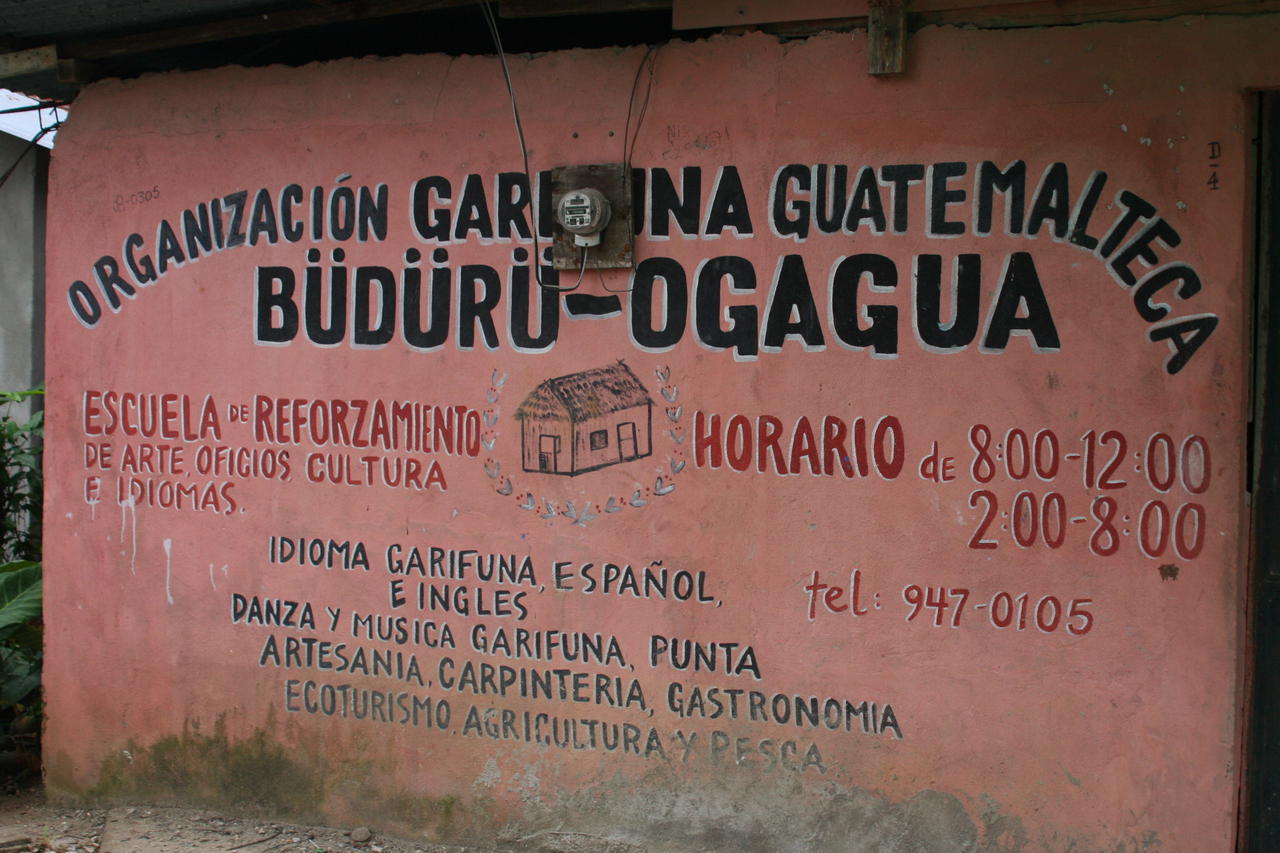 ORGANIZACIÓN GARIFUNA GUATEMALTECA
BÜDÜRÜ-OGAGUA
ESCUELA DE REFORZAMIENTO
DE ARTE, OFICIOS, CULTURA
E IDIOMAS.
HORARIO de 8:00-12:00
2:00-8:00
tel: 947-0105
IDIOMA GARIFUNA, ESPAÑOL,
E INGLES
DANZA Y MUSICA GARIFUNA, PUNTA
ARTESANIA, CARPINTERIA, GASTRONOMIA
ECOTURISMO, AGRICULTURA Y PESCA
D-4